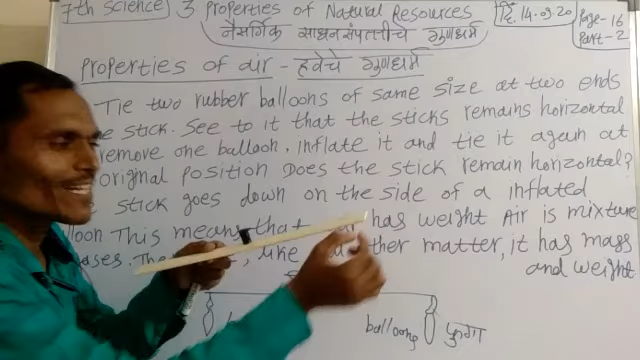 7th Science 3. Properties of Natural Resources
नैसर्गिक साधनसंपत्तीचे गुणधर्म
दि. 14.09.20
Page-16
Part-2
Properties of air - हवेचे गुणधर्म
Tie two rubber balloons of same size at two ends
stick. See to it that the sticks remains horizontal
remove one balloon, inflate it and tie it again at
original position Does the stick remain horizontal?
stick goes down on the side of a inflated
This means that has weight Air is mixture
matter, it has mass
and weight
balloons फुगा